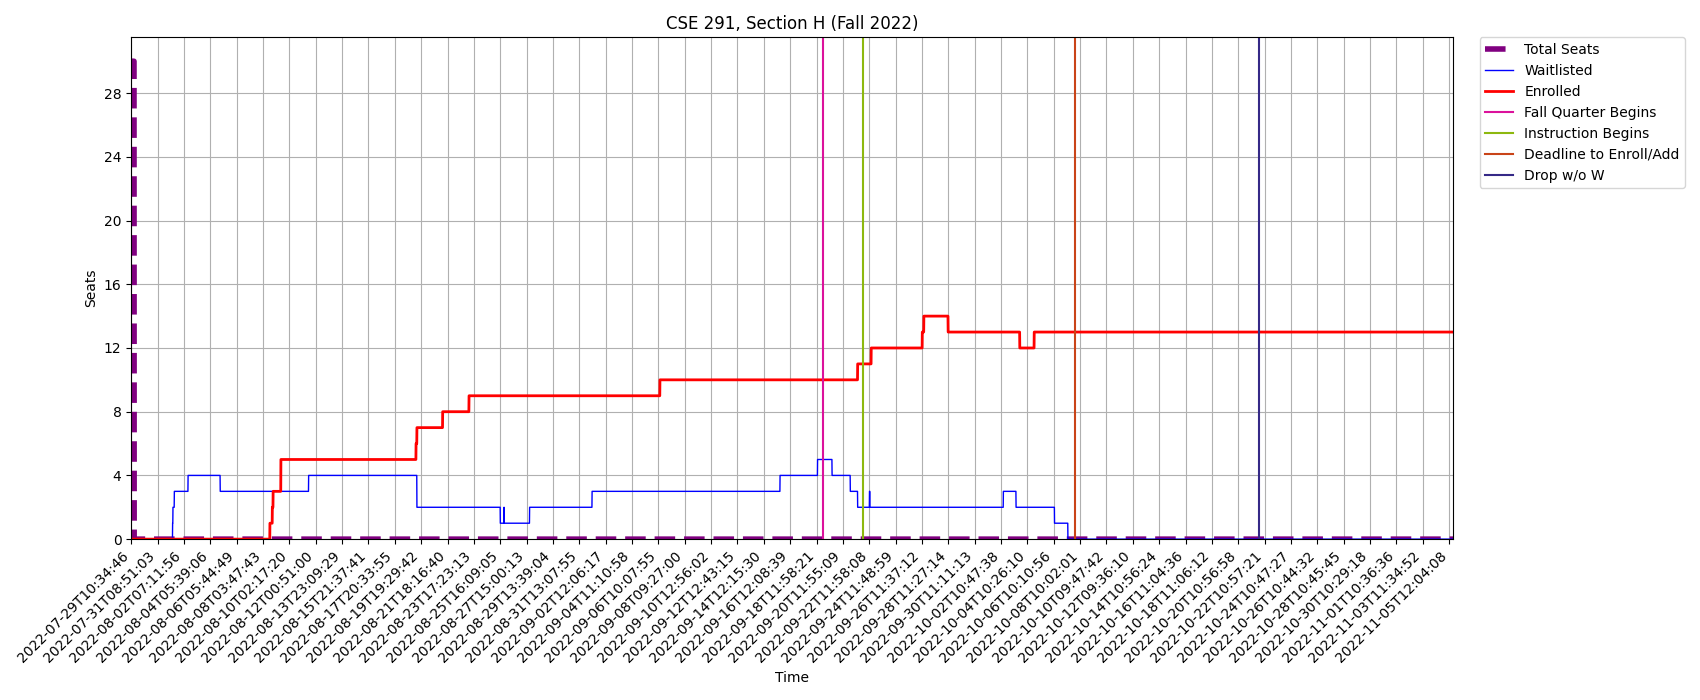 CSE 291, Section H (Fall 2022)
Total Seats
Waitlisted
Enrolled
Fall Quarter Begins
Instruction Begins
Deadline to Enroll/Add
Drop w/o W
Seats
28
24
20
16
12
8
4
0
2022-07-29T10:34:46
2022-07-31T08:51:03
2022-08-02T07:11:56
2022-08-04T05:39:06
2022-08-06T05:44:49
2022-08-08T03:47:43
2022-08-10T02:17:20
2022-08-12T00:51:00
2022-08-13T23:09:29
2022-08-15T21:37:41
2022-08-17T20:33:55
2022-08-19T19:29:42
2022-08-21T18:16:40
2022-08-23T17:23:13
2022-08-25T16:09:05
2022-08-27T15:00:13
2022-08-29T13:39:04
2022-08-31T13:07:55
2022-09-02T12:06:17
2022-09-04T11:10:58
2022-09-06T10:07:55
2022-09-08T09:27:00
2022-09-10T12:56:02
2022-09-12T12:43:15
2022-09-14T12:15:30
2022-09-16T12:08:39
2022-09-18T11:58:21
2022-09-20T11:55:09
2022-09-22T11:58:08
2022-09-24T11:48:59
2022-09-26T11:37:12
2022-09-28T11:27:14
2022-09-30T11:11:13
2022-10-02T10:47:38
2022-10-04T10:26:10
2022-10-06T10:10:56
2022-10-08T10:02:01
2022-10-10T09:47:42
2022-10-12T09:36:10
2022-10-14T10:56:24
2022-10-16T11:04:36
2022-10-18T11:06:12
2022-10-20T10:56:58
2022-10-22T10:57:21
2022-10-24T10:47:27
2022-10-26T10:44:32
2022-10-28T10:45:45
2022-10-30T10:29:18
2022-11-01T10:36:36
2022-11-03T11:34:52
2022-11-05T12:04:08
Time